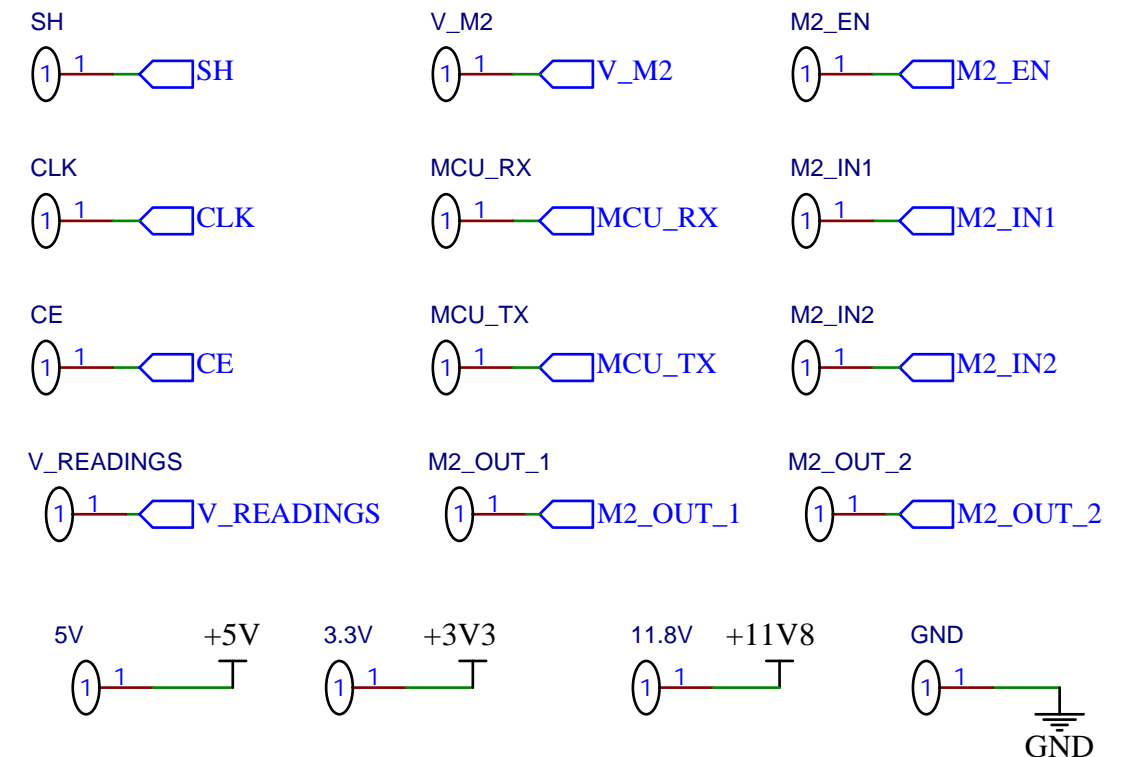 SH V_M2 M2_EN
1 1 SH 1 1 V_M2 1 1 M2_EN
CLK MCU_RX M2_IN1
1 1 CLK 1 1 MCU_RX 1 1 M2_IN1
CE MCU_TX M2_IN2
1 1 CE 1 1 MCU_TX 1 1 M2_IN2
V_READINGS M2_OUT_1 M2_OUT_2
1 1 V_READINGS 1 1 M2_OUT_1 1 1 M2_OUT_2
5V +5V 3.3V +3V3 11.8V +11V8 GND
1 1 1 1 1 1 1 1
GND